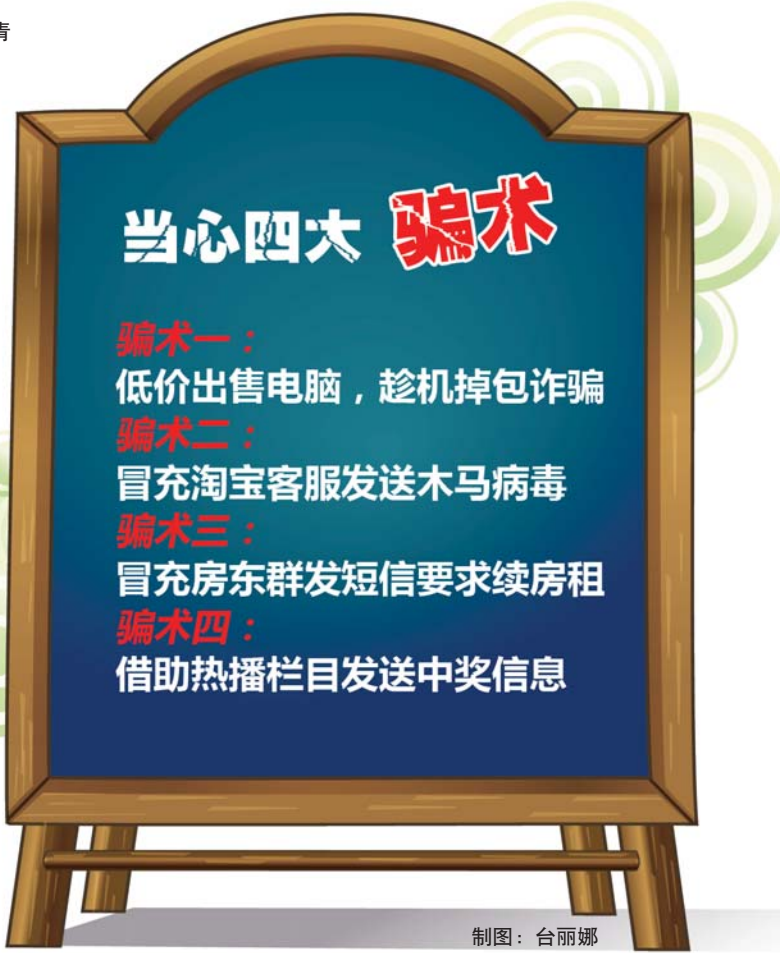 青
当心四大 骗术
骗术一：
低价出售电脑，趁机掉包诈骗
骗术二：
冒充淘宝客服发送木马病毒
骗术三：
冒充房东群发短信要求续房租
骗术四：
借助热播栏目发送中奖信息
制图：台丽娜